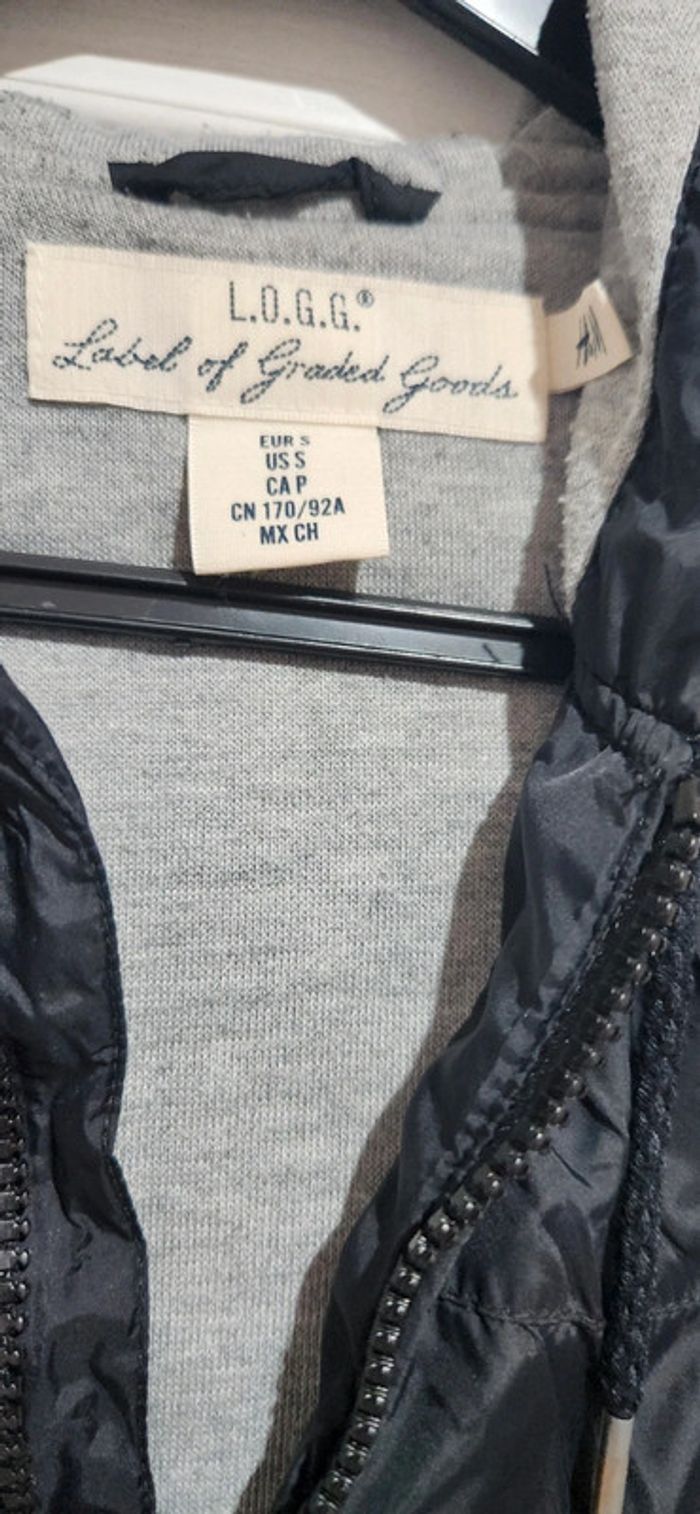 L.O.G.G.®
Label of Graded Goods
H&M
EUR S
US S
CA P
CN 170/92A
MX CH